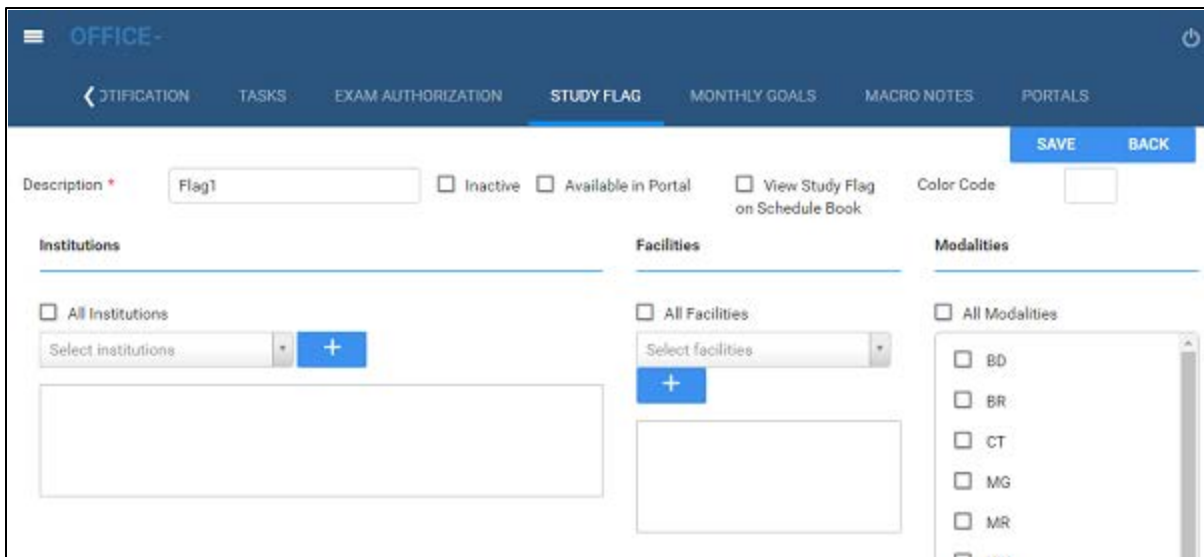 OFFICE-
OTIFICATION TASKS EXAM AUTHORIZATION STUDY FLAG MONTHLY GOALS MACRO NOTES PORTALS
SAVE BACK
Description * Flag1 Inactive Available in Portal View Study Flag Color Code
on Schedule Book
Institutions Facilities Modalities
All Institutions All Facilities All Modalities
Select institutions + Select facilities
BD
+
BR
CT
MG
MR